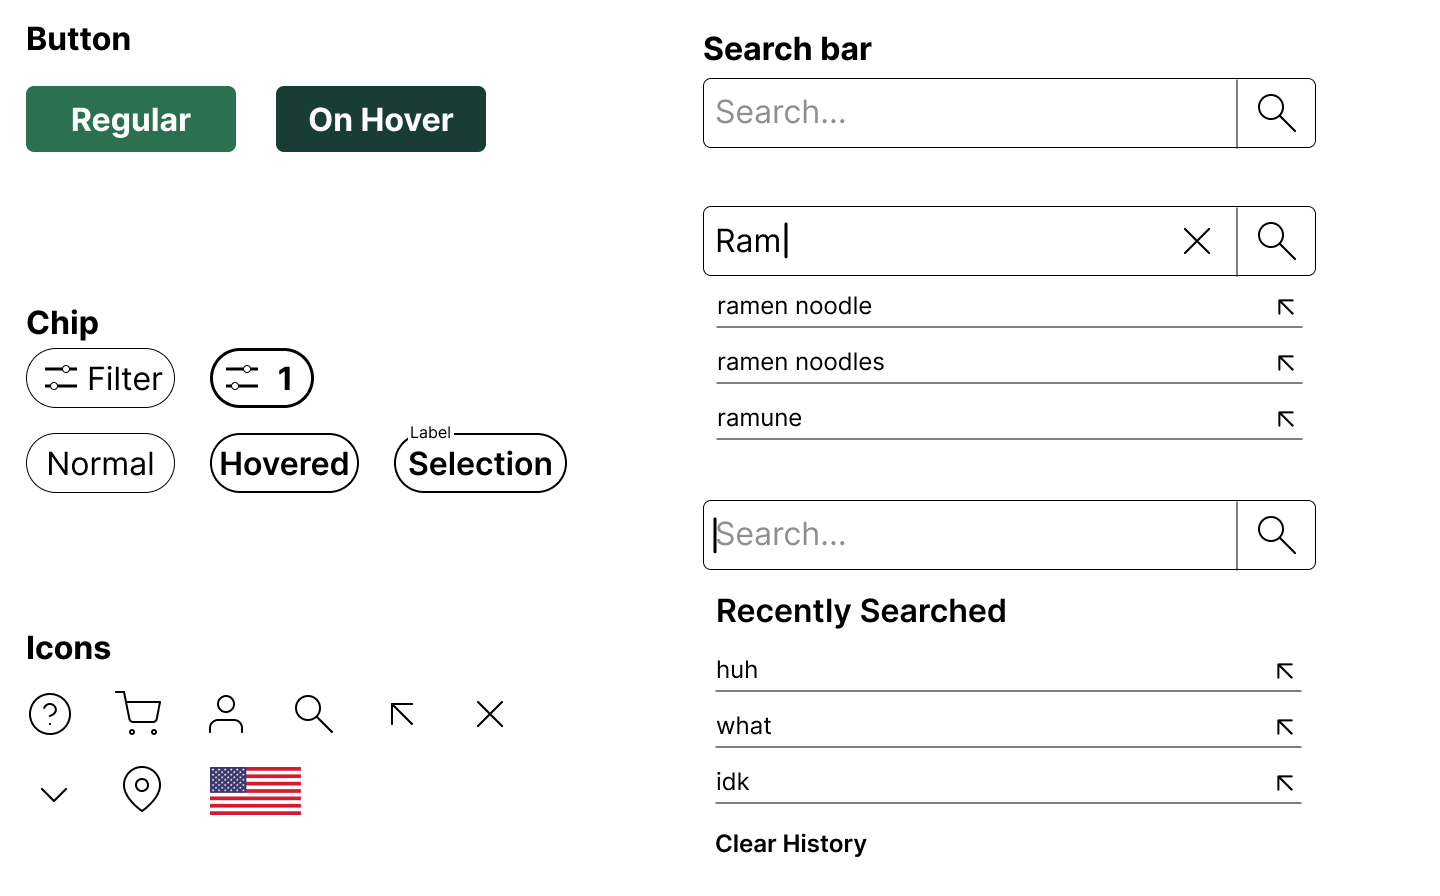 Button
Regular
On Hover
Chip
Filter
1
Normal
Hovered
Label
Selection
Icons
Search bar
Search...
Ram
ramen noodle
ramen noodles
ramune
Search...
Recently Searched
huh
what
idk
Clear History